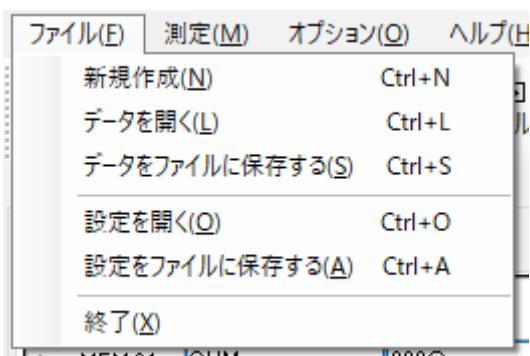 ファイル(F) 測定(M) オプション(O) ヘルプ(H
新規作成(N) Ctrl+N
データを開く(L) Ctrl+L
データをファイルに保存する(S) Ctrl+S
設定を開く(O) Ctrl+O
設定をファイルに保存する(A) Ctrl+A
終了(X)